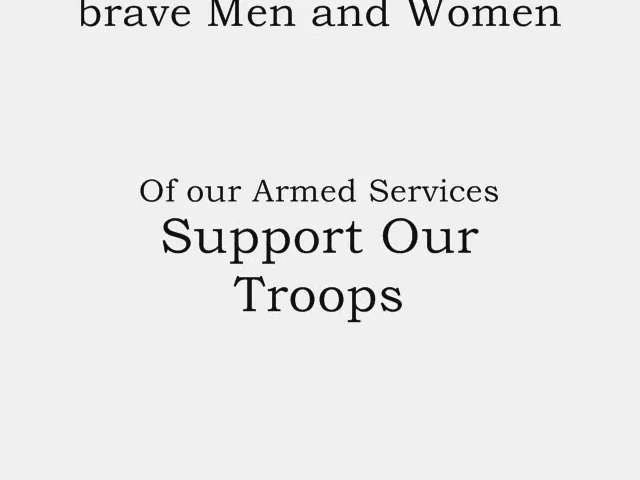 brave Men and Women
Of our Armed Services
Support Our
Troops